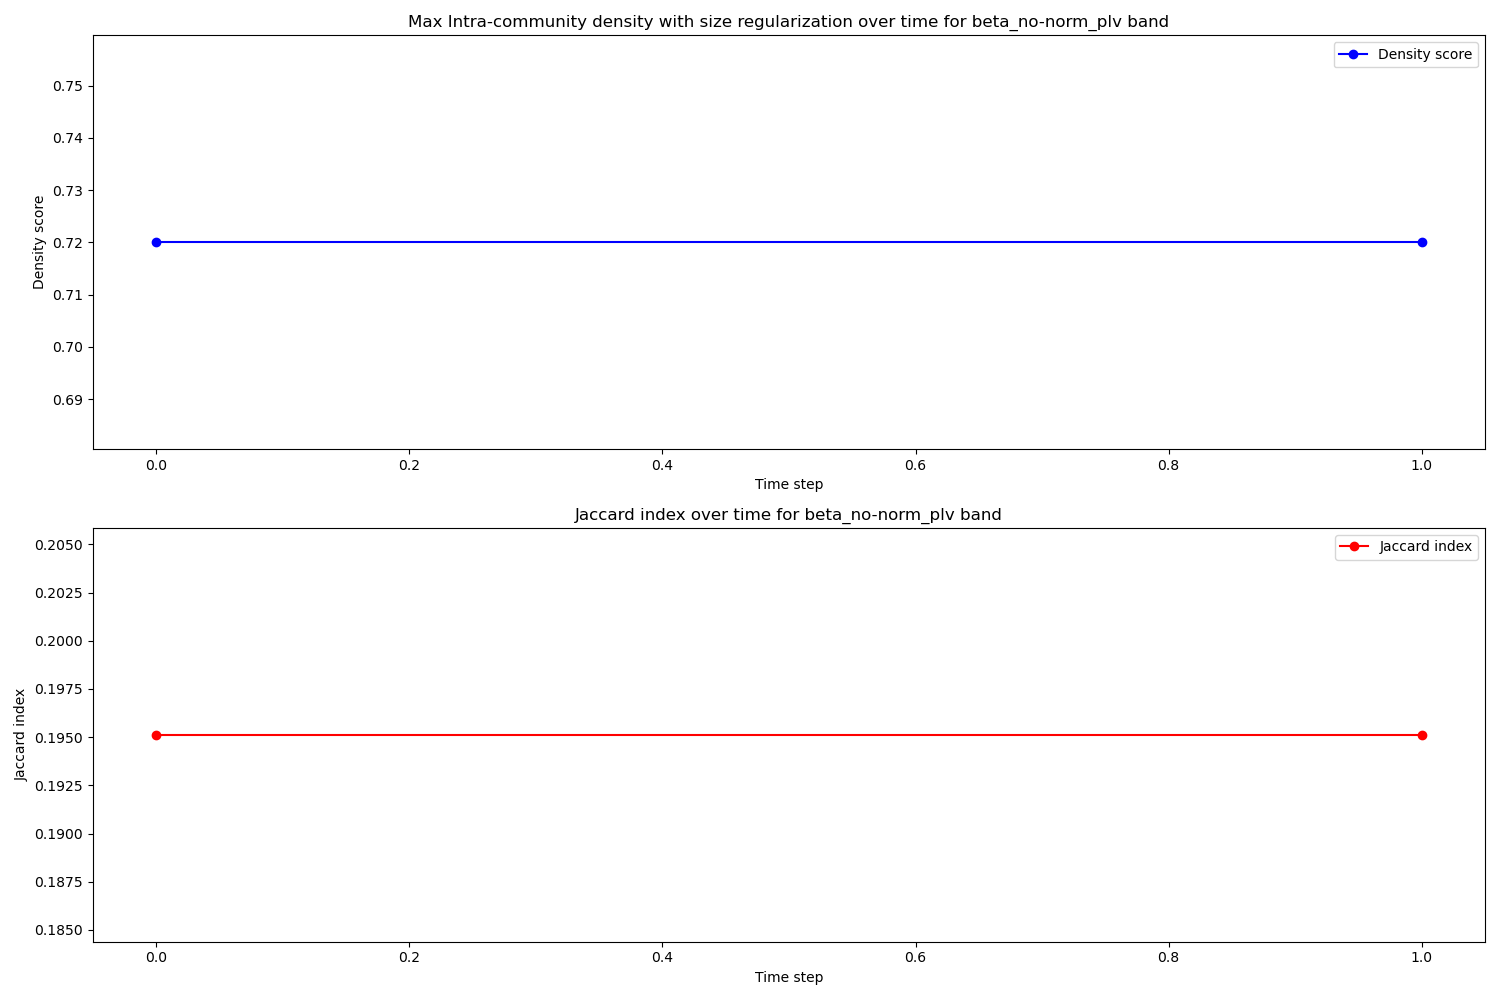 Max Intra-community density with size regularization over time for beta_no-norm_plv band
Density score
0.75
0.74
0.73
0.72
0.71
0.70
0.69
Density score
0.0 0.2 0.4 0.6 0.8 1.0
Time step
Jaccard index over time for beta_no-norm_plv band
Jaccard index
0.2050
0.2025
0.2000
0.1975
0.1950
0.1925
0.1900
0.1875
0.1850
Jaccard index
0.0 0.2 0.4 0.6 0.8 1.0
Time step